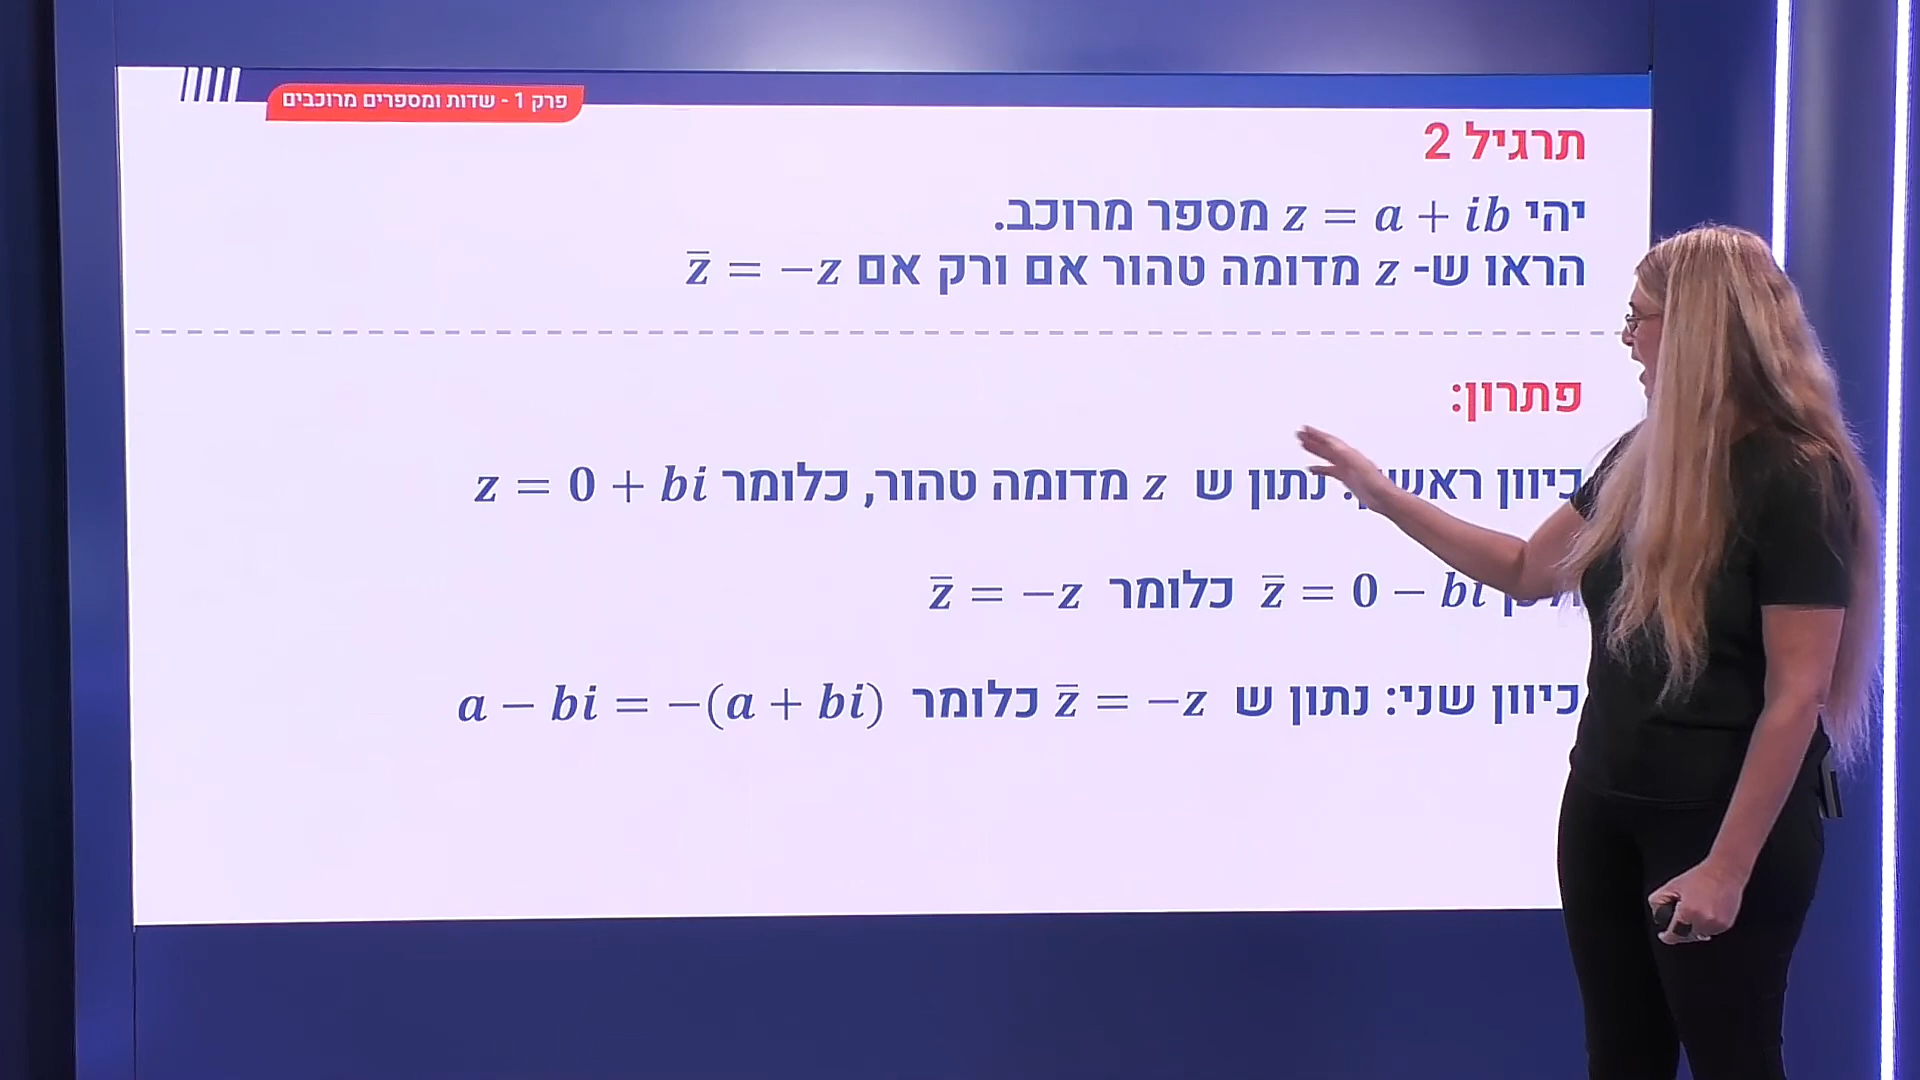 פרק 1 - שדות ומספרים מרוכבים
תרגיל 2
יהי z = a + ib מספר מרוכב.
הראו ש- z מדומה טהור אם ורק אם z̄ = −z
פתרון:
כיוון נתון ש z מדומה טהור, כלומר z = 0 + bi
z̄ = 0 − bi כלומר z̄ = −z
כיוון שני: נתון ש z̄ = −z כלומר a − bi = −(a + bi)